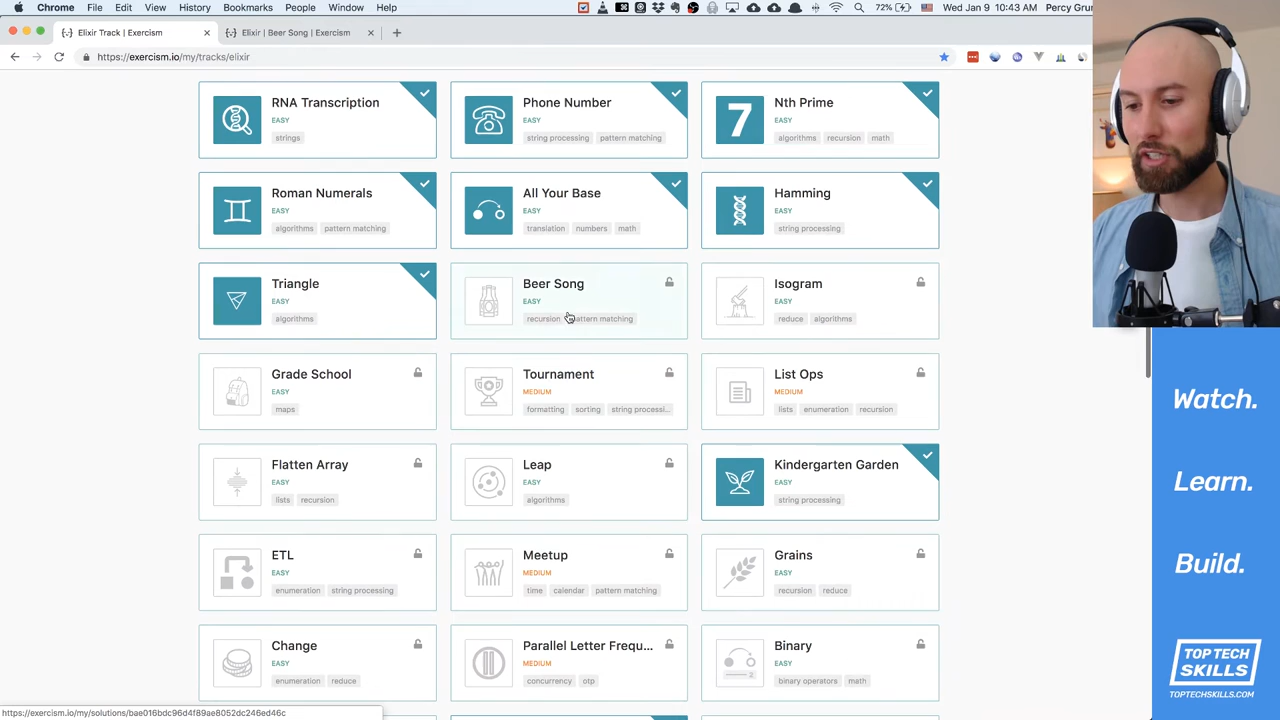 Chrome File Edit View History Bookmarks People Window Help
72% Wed Jan 9 10:43 AM Percy Grun
Elixir Track | Exercism
Elixir | Beer Song | Exercism
https://exercism.io/my/tracks/elixir
RNA Transcription
EASY
strings
Phone Number
EASY
string processing pattern matching
7
Nth Prime
EASY
algorithms recursion math
Roman Numerals
EASY
algorithms pattern matching
All Your Base
EASY
translation numbers math
Hamming
EASY
string processing
Triangle
EASY
algorithms
Beer Song
EASY
recursion pattern matching
Isogram
EASY
reduce algorithms
Grade School
EASY
maps
Tournament
MEDIUM
formatting sorting string processi...
List Ops
MEDIUM
lists enumeration recursion
Flatten Array
EASY
lists recursion
Leap
EASY
algorithms
Kindergarten Garden
EASY
string processing
ETL
EASY
enumeration string processing
Meetup
MEDIUM
time calendar pattern matching
Grains
EASY
recursion reduce
Change
EASY
enumeration reduce
Parallel Letter Frequ...
MEDIUM
concurrency otp
Binary
EASY
binary operators math
https://exercism.io/my/solutions/bae016bdc96d4f89ae8052dc246ed46c
Watch.
Learn.
Build.
TOP TECH
SKILLS
TOPTECHSKILLS.COM